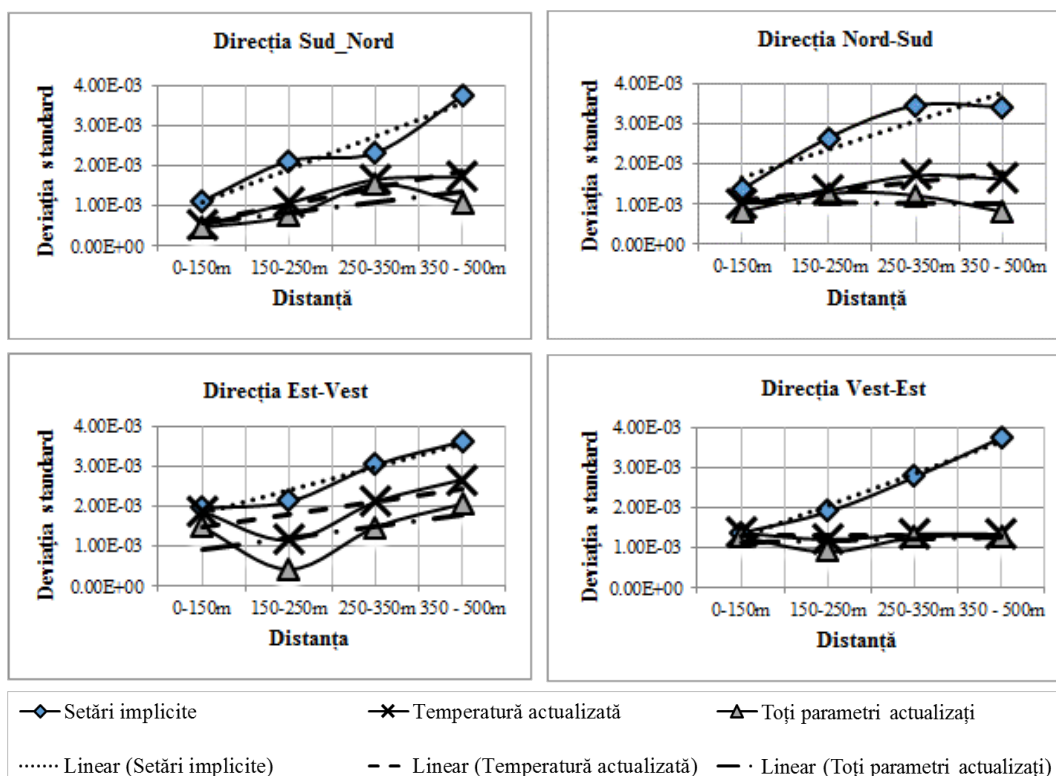 Direcția Sud_Nord
Deviația standard
4.00E-03
3.00E-03
2.00E-03
1.00E-03
0.00E+00
0-150m 150-250m 250-350m 350 - 500m
Distanță
Direcția Nord-Sud
Deviația standard
4.00E-03
3.00E-03
2.00E-03
1.00E-03
0.00E+00
0-150m 150-250m 250-350m 350 - 500m
Distanță
Direcția Est-Vest
Deviația standard
4.00E-03
3.00E-03
2.00E-03
1.00E-03
0.00E+00
0-150m 150-250m 250-350m 350 - 500m
Distanța
Direcția Vest-Est
Deviația standard
4.00E-03
3.00E-03
2.00E-03
1.00E-03
0.00E+00
0-150m 150-250m 250-350m 350 - 500m
Distanță
Setări implicite Temperatură actualizată Toți parametri actualizați
Linear (Setări implicite) Linear (Temperatură actualizată) Linear (Toți parametri actualizați)